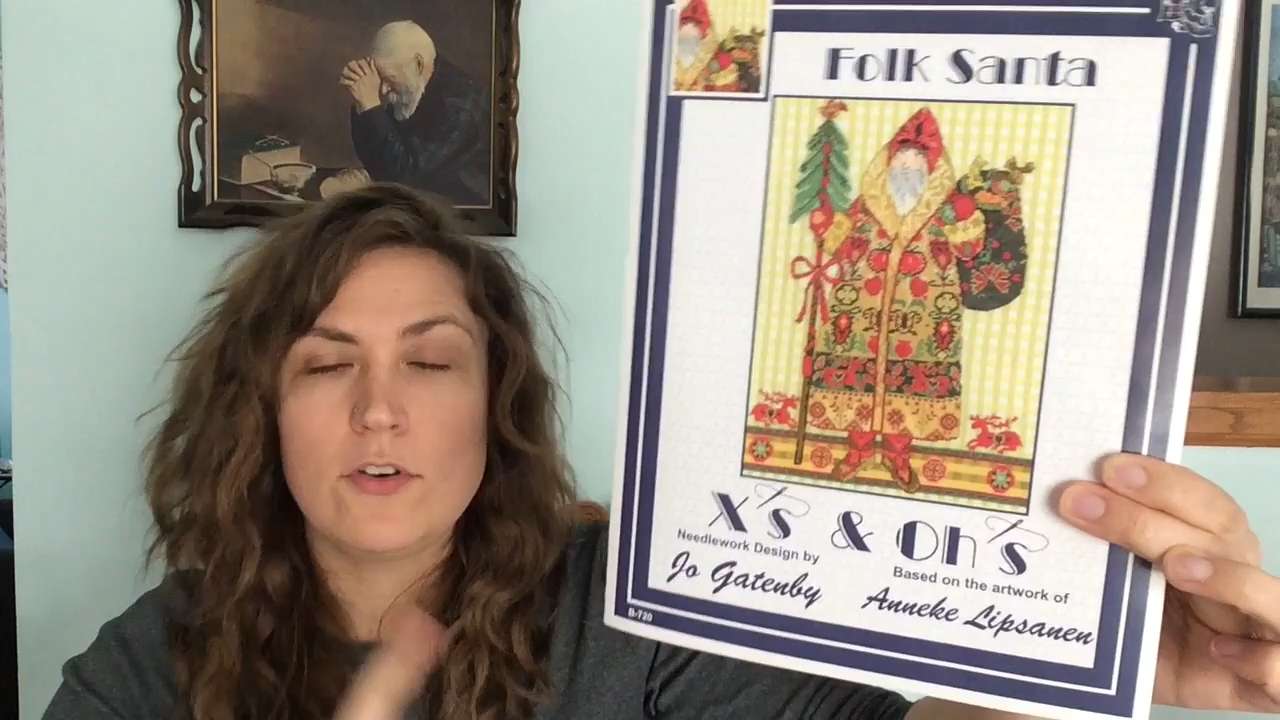 Folk Santa
X's & Oh's
Needlework Design by
Jo Gatenby
Based on the artwork of
Anneke Lipsanen
B-720